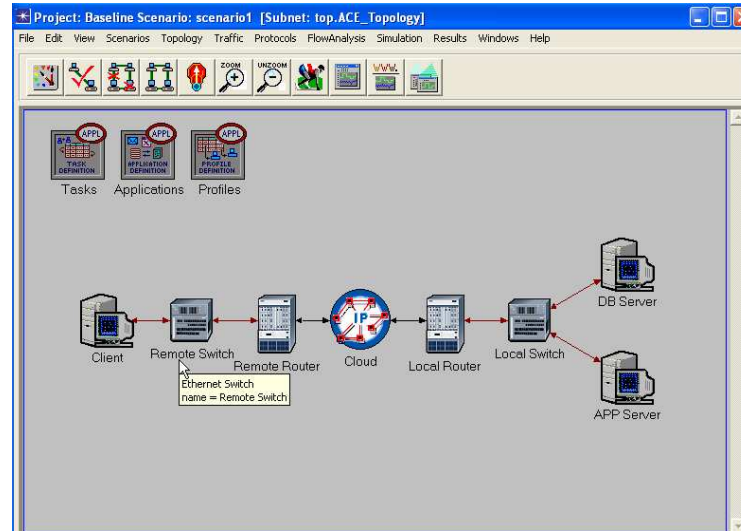 Project: Baseline Scenario: scenario1 [Subnet: top.ACE_Topology]
File Edit View Scenarios Topology Traffic Protocols FlowAnalysis Simulation Results Windows Help
ZOOM UNZOOM
APPL APPL APPL
TASK DEFINITION
APPLICATION DEFINITION
PROFILE DEFINITION
Tasks Applications Profiles
DB Server
IP
Client Remote Switch Remote Router Cloud Local Router Local Switch
Ethernet Switch
name = Remote Switch
APP Server